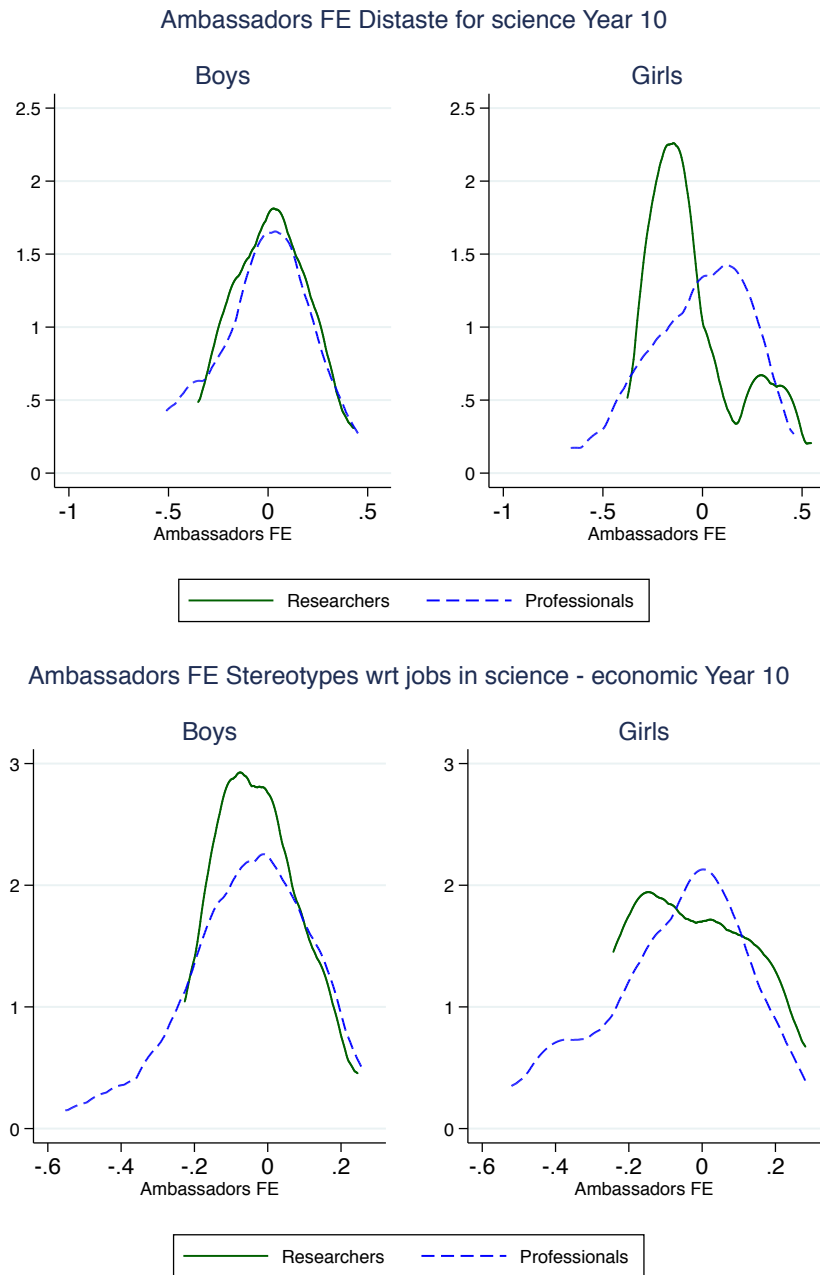 Ambassadors FE Distaste for science Year 10
Boys
Girls
2.5
2
1.5
1
.5
0
-1
-.5
0
.5
Ambassadors FE
2.5
2
1.5
1
.5
0
-1
-.5
0
.5
Ambassadors FE
Researchers
Professionals
Ambassadors FE Stereotypes wrt jobs in science - economic Year 10
Boys
Girls
3
2
1
0
-.6
-.4
-.2
0
.2
Ambassadors FE
3
2
1
0
-.6
-.4
-.2
0
.2
Ambassadors FE
Researchers
Professionals